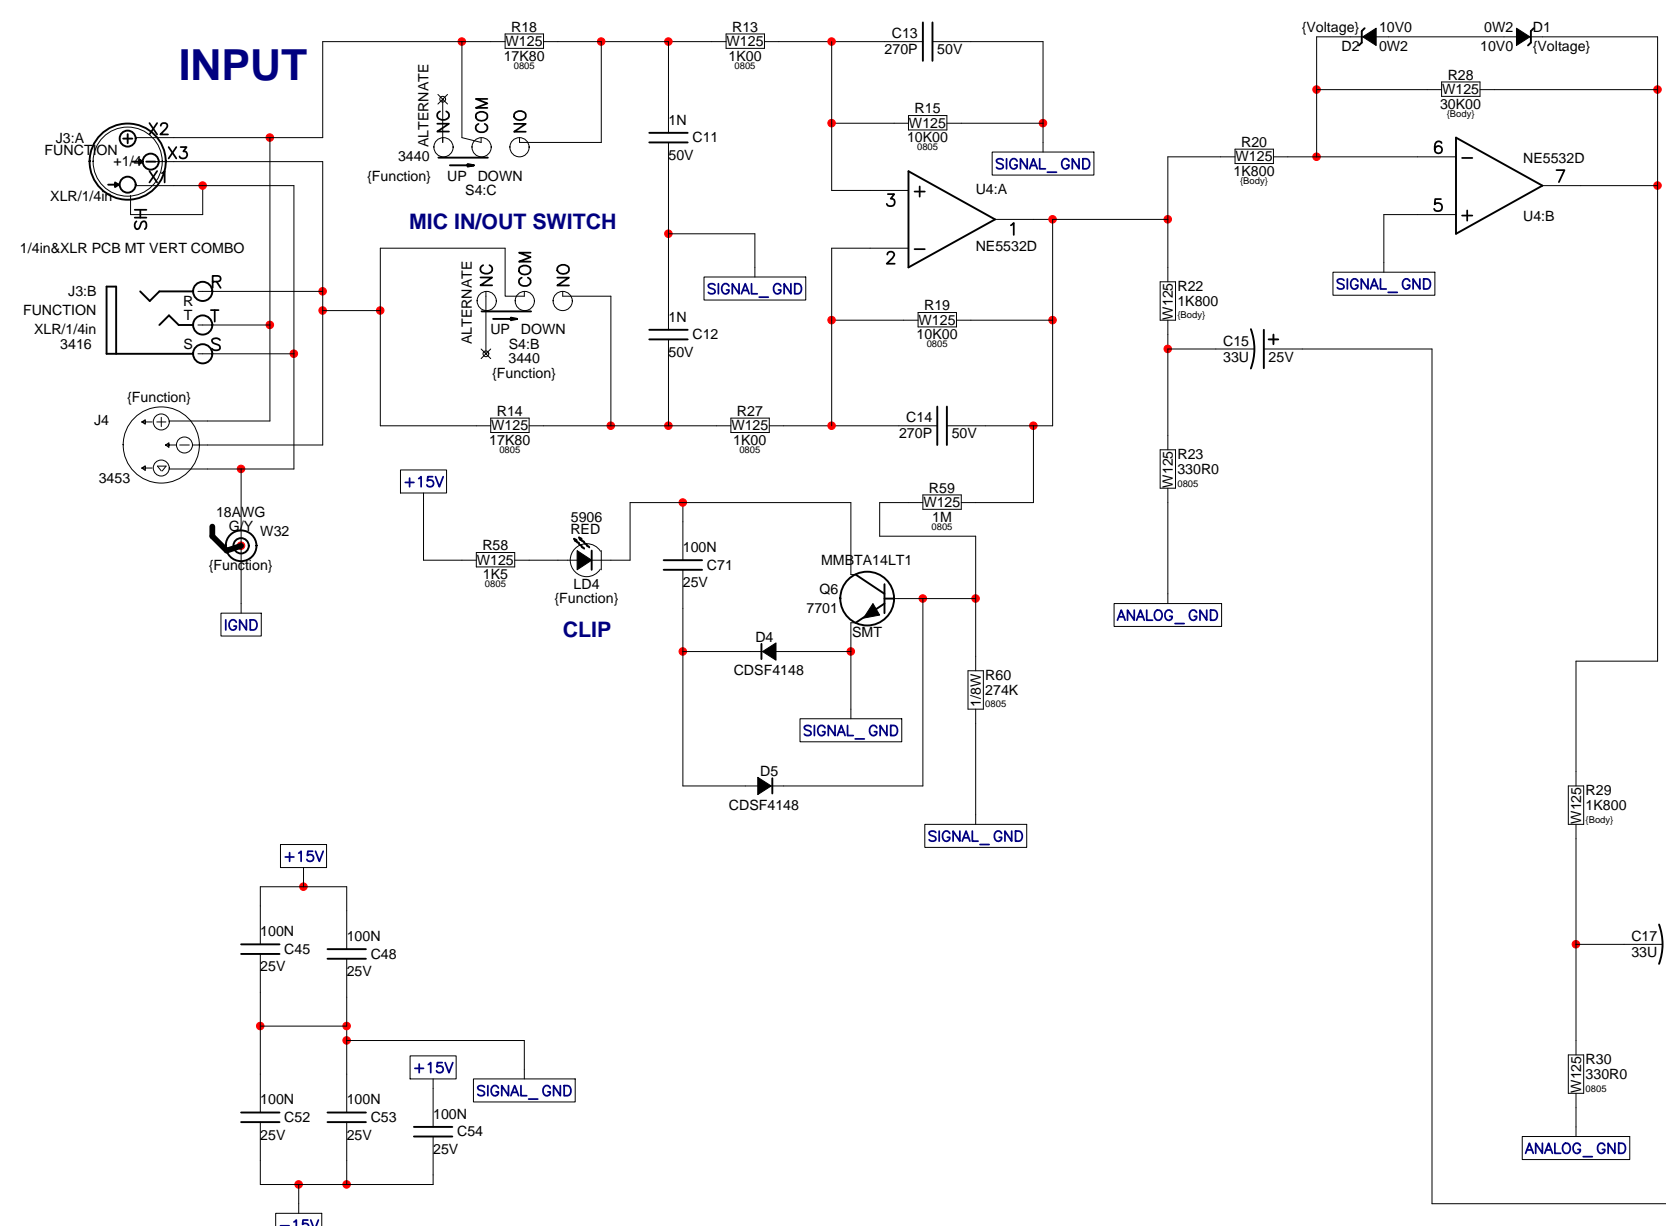 INPUT
J3:A
FUNCTION
X2
X3
+1/4
X1
XLR/1/4in
SH
1/4in&XLR PCB MT VERT COMBO
J3:B
FUNCTION
XLR/1/4in
3416
R
R
T
T
S
S
{Function}
J4
3453
18AWG
G/Y
W32
{Function}
IGND
R18
W125
17K80
0805
ALTERNATE
NC
COM
NO
3440
{Function}
UP
DOWN
S4:C
MIC IN/OUT SWITCH
ALTERNATE
NC
COM
NO
UP
DOWN
S4:B
3440
{Function}
R14
W125
17K80
0805
1N
C11
50V
SIGNAL_GND
1N
C12
50V
R13
W125
1K00
0805
R27
W125
1K00
0805
C13
270P
50V
R15
W125
10K00
0805
SIGNAL_GND
3
+
2
−
U4:A
1
NE5532D
R19
W125
10K00
0805
C14
270P
50V
+15V
R58
W125
1K5
0805
5906
RED
LD4
{Function}
CLIP
100N
C71
25V
R59
W125
1M
0805
MMBTA14LT1
Q6
7701
SMT
D4
CDSF4148
SIGNAL_GND
D5
CDSF4148
R60
1/8W
274K
0805
SIGNAL_GND
{Voltage}
10V0
D2
0W2
0W2
D1
10V0
{Voltage}
R28
W125
30K00
{Body}
R20
W125
1K800
{Body}
6
−
5
+
NE5532D
7
U4:B
SIGNAL_GND
R22
W125
1K800
{Body}
C15
33U
+
25V
R23
W125
330R0
0805
ANALOG_GND
R29
W125
1K800
{Body}
C17
33U
R30
W125
330R0
0805
ANALOG_GND
+15V
100N
C45
25V
100N
C48
25V
SIGNAL_GND
100N
C52
25V
100N
C53
25V
+15V
100N
C54
25V
−15V